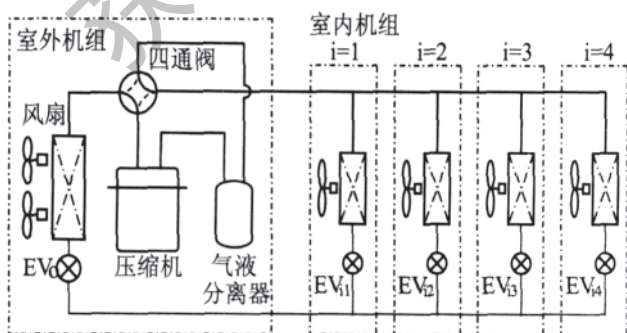 室外机组
室内机组
四通阀
i=1
i=2
i=3
i=4
风扇
EV₀
压缩机
气液
分离器
EVi1
EVi2
EVi3
EVi4